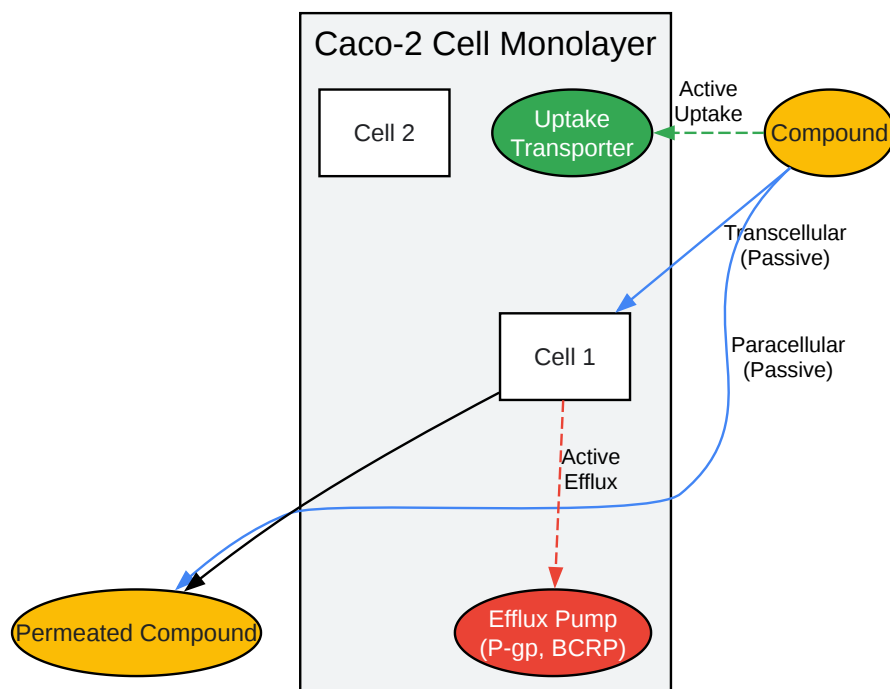 Caco-2 Cell Monolayer
Cell 2
Uptake
Transporter
Active
Uptake
Compound
Transcellular
(Passive)
Cell 1
Paracellular
(Passive)
Active
Efflux
Permeated Compound
Efflux Pump
(P-gp, BCRP)